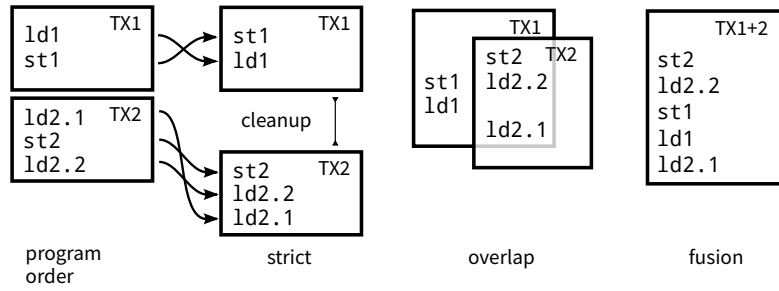 TX1
ld1
st1
TX2
ld2.1
st2
ld2.2
program
order
TX1
st1
ld1
cleanup
TX2
st2
ld2.2
ld2.1
strict
TX1
st1
ld1
TX2
st2
ld2.2
ld2.1
overlap
TX1+2
st2
ld2.2
st1
ld1
ld2.1
fusion